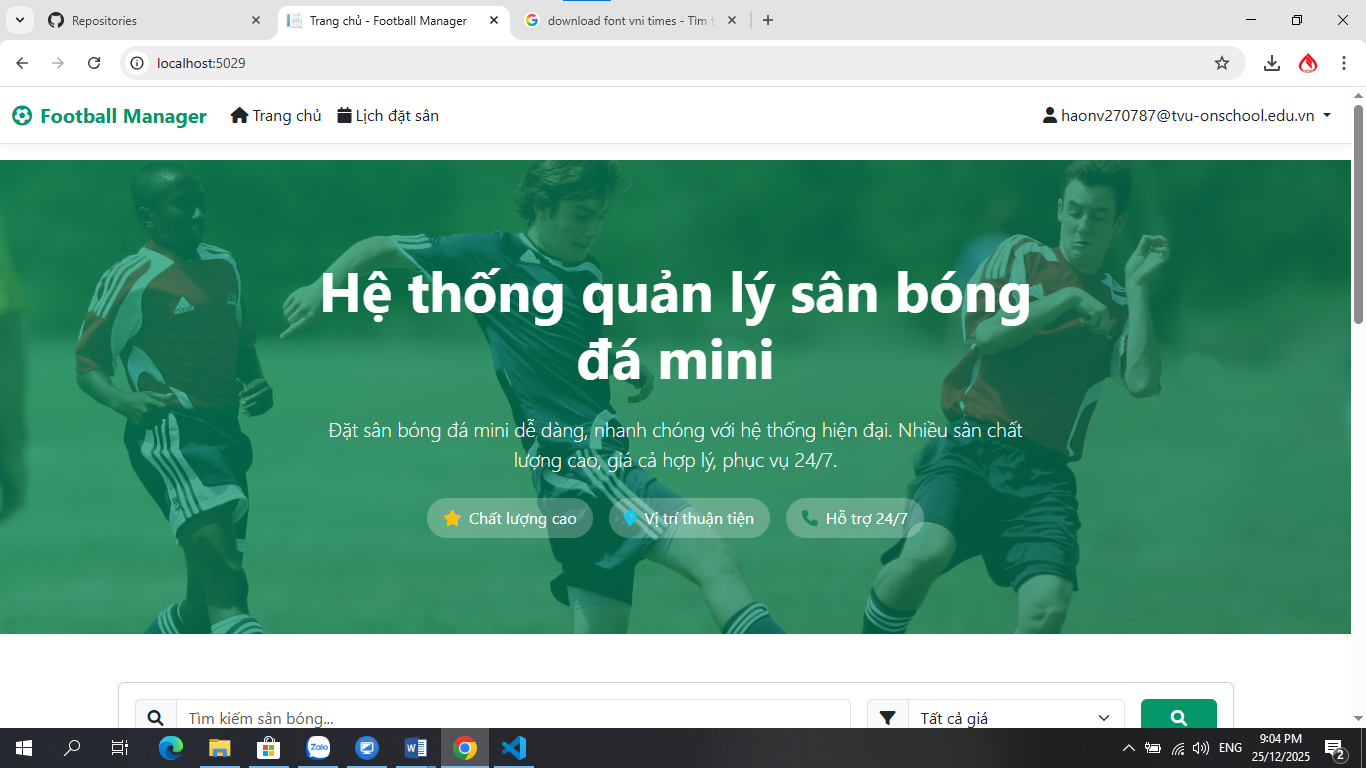 Repositories
Trang chủ - Football Manager
download font vni times - Tìm t
localhost:5029
Football Manager
Trang chủ
Lịch đặt sân
haonv270787@tvu-onschool.edu.vn
Hệ thống quản lý sân bóng
đá mini
Đặt sân bóng đá mini dễ dàng, nhanh chóng với hệ thống hiện đại. Nhiều sân chất
lượng cao, giá cả hợp lý, phục vụ 24/7.
Chất lượng cao
Vị trí thuận tiện
Hỗ trợ 24/7
Tìm kiếm sân bóng...
Tất cả giá
Zalo
ENG
9:04 PM
25/12/2025
2